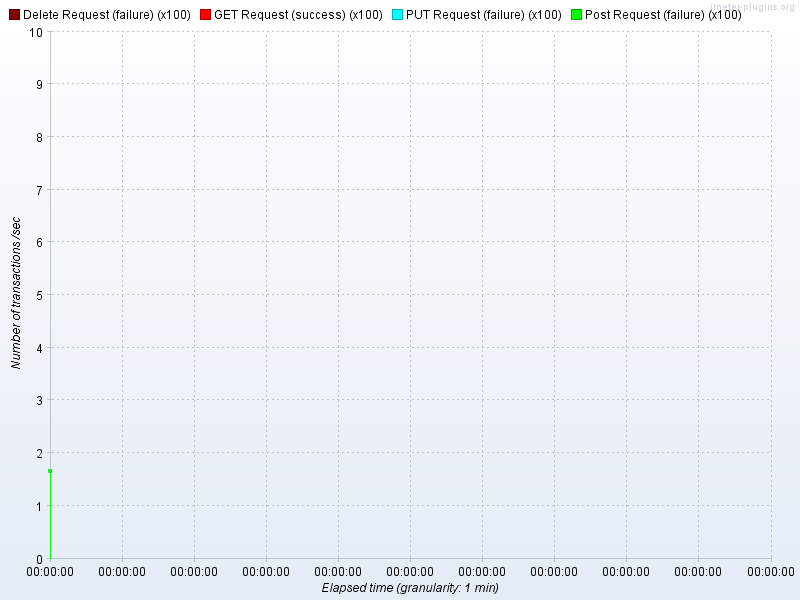 jmeter-plugins.org
Delete Request (failure) (x100) GET Request (success) (x100) PUT Request (failure) (x100) Post Request (failure) (x100)
10
9
8
7
6
5
4
3
2
1
0
Number of transactions /sec
00:00:00 00:00:00 00:00:00 00:00:00 00:00:00 00:00:00 00:00:00 00:00:00 00:00:00 00:00:00 00:00:00
Elapsed time (granularity: 1 min)